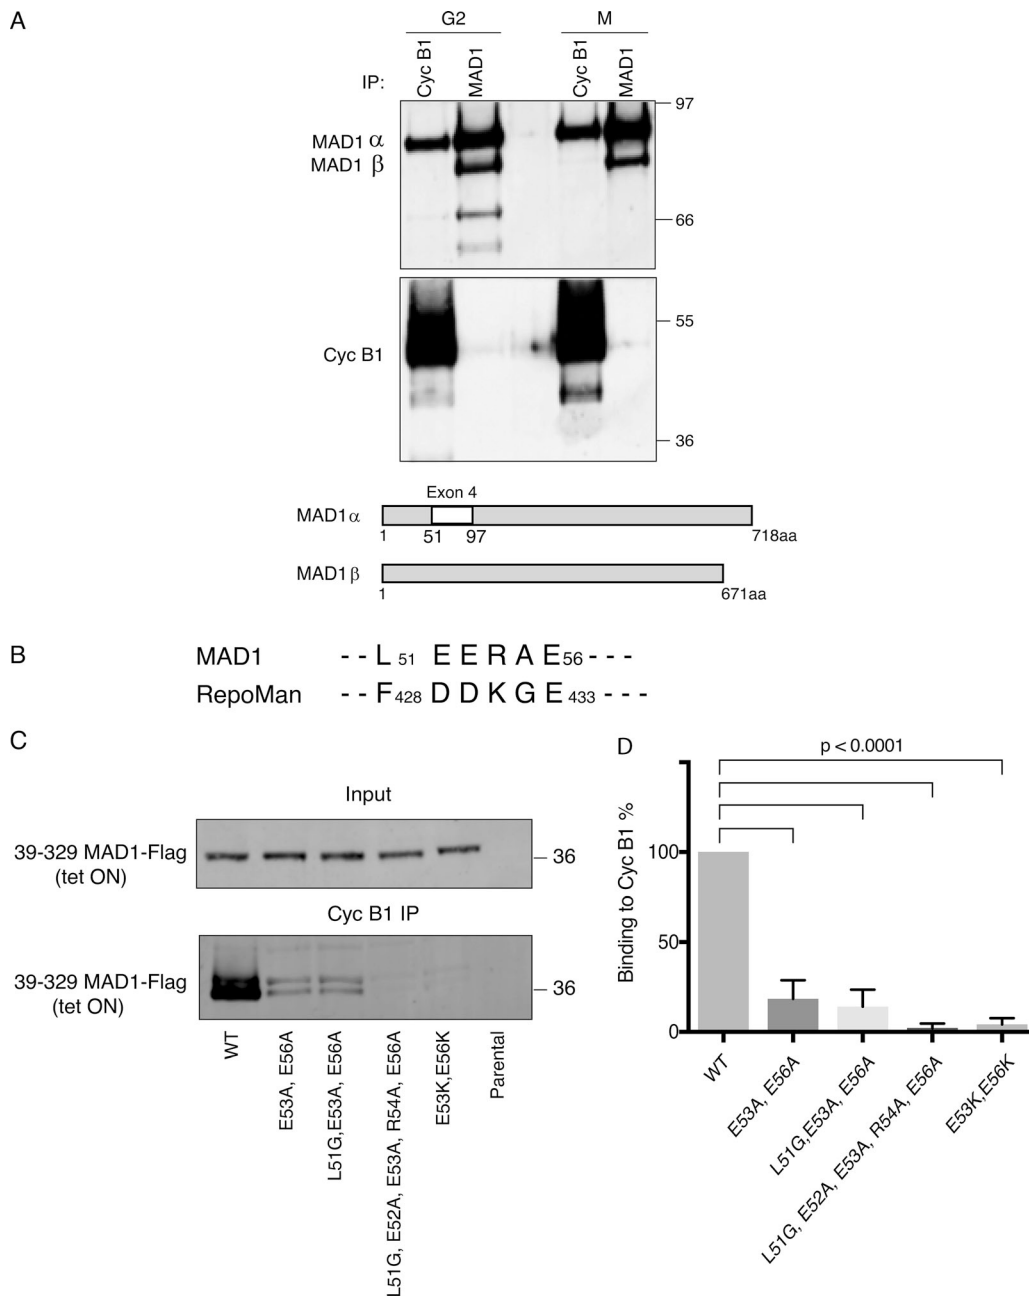 A
G2 M
IP: Cyc B1 MAD1 Cyc B1 MAD1
97
MAD1 α
MAD1 β
66
55
Cyc B1
36
Exon 4
MAD1α
1 51 97 718aa
MAD1β
1 671aa
B
MAD1 - - L 51 E E R A E56 - - -
RepoMan - - F428 D D K G E 433 - - -
C
Input
39-329 MAD1-Flag
(tet ON)
36
Cyc B1 IP
39-329 MAD1-Flag
(tet ON)
36
WT
E53A, E56A
L51G,E53A, E56A
L51G, E52A, E53A, R54A, E56A
E53K,E56K
Parental
D
p < 0.0001
Binding to Cyc B1 %
100
50
0
WT
E53A, E56A
L51G,E53A, E56A
L51G, E52A, E53A, R54A, E56A
E53K,E56K